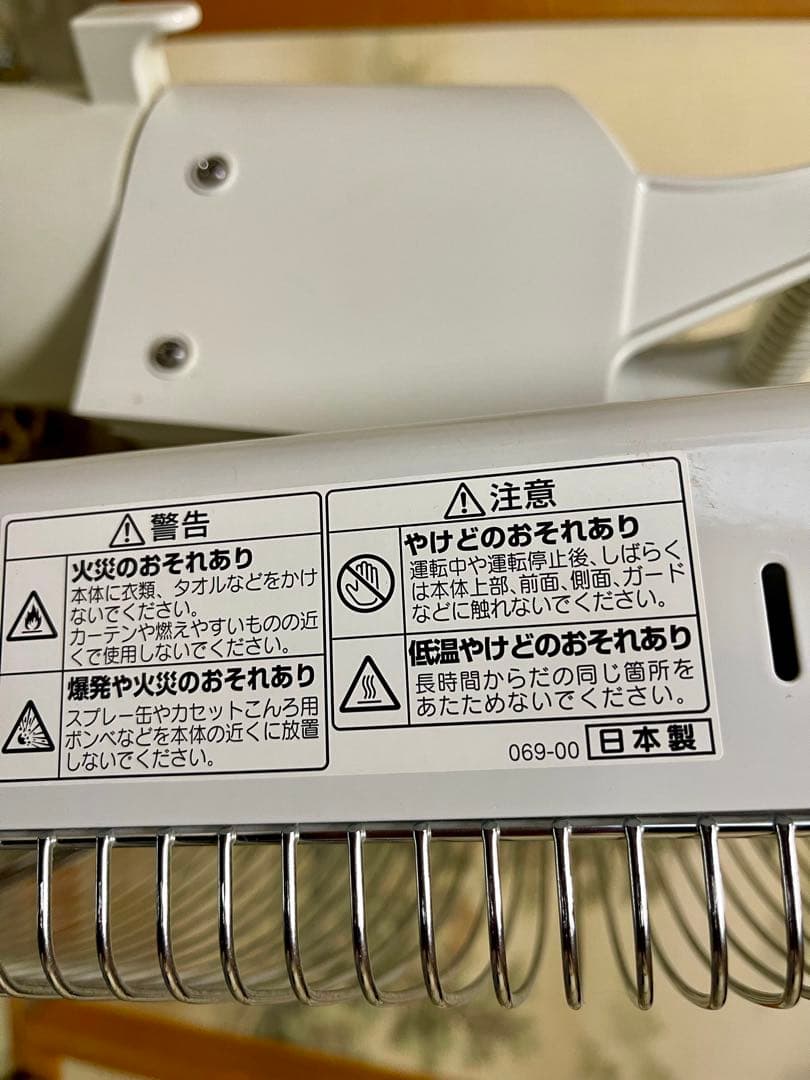 警告
火災のおそれあり
本体に衣類、タオルなどをかけ
ないでください。
カーテンや燃えやすいものの近
くで使用しないでください。
爆発や火災のおそれあり
スプレー缶やカセットこんろ用
ボンベなどを本体の近くに放置
しないでください。
注意
やけどのおそれあり
運転中や運転停止後、しばらく
は本体上部、前面、側面、ガード
などに触れないでください。
低温やけどのおそれあり
長時間からだの同じ箇所を
あたためないでください。
069-00
日本製